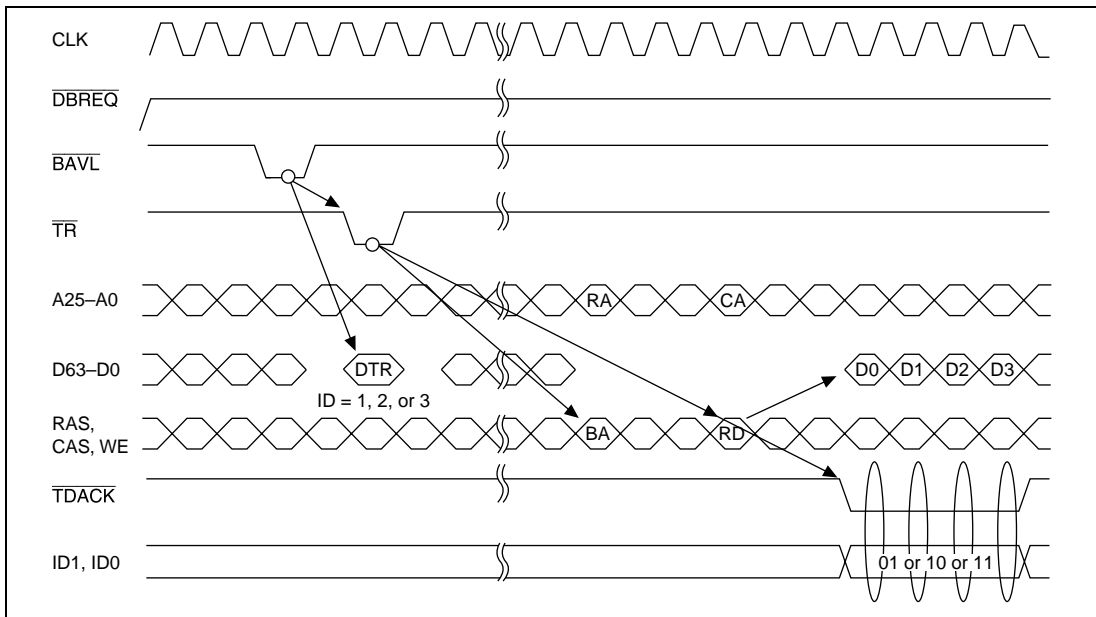 CLK
DBREQ
BAVL
TR
A25–A0 RA CA
D63–D0 DTR D0 D1 D2 D3
ID = 1, 2, or 3
RAS,
CAS, WE BA RD
TDACK
ID1, ID0 01 or 10 or 11